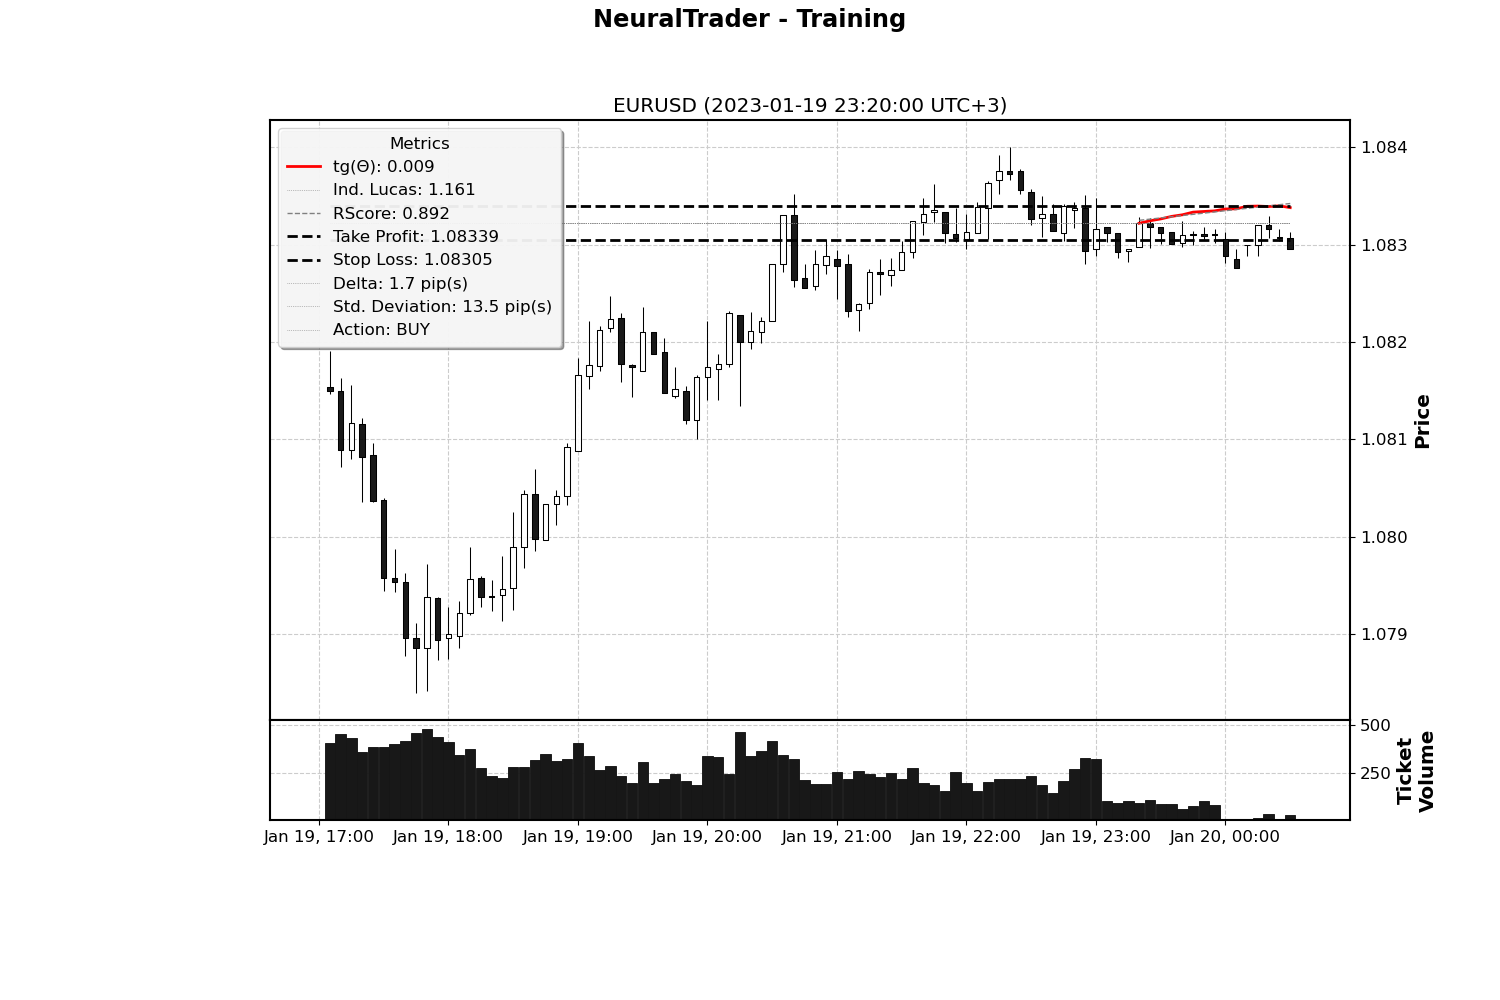 NeuralTrader - Training
EURUSD (2023-01-19 23:20:00 UTC+3)
Metrics
tg(Θ): 0.009
Ind. Lucas: 1.161
RScore: 0.892
Take Profit: 1.08339
Stop Loss: 1.08305
Delta: 1.7 pip(s)
Std. Deviation: 13.5 pip(s)
Action: BUY
1.084
1.083
1.082
1.081
1.080
1.079
Price
500
250
Ticket
Volume
Jan 19, 17:00
Jan 19, 18:00
Jan 19, 19:00
Jan 19, 20:00
Jan 19, 21:00
Jan 19, 22:00
Jan 19, 23:00
Jan 20, 00:00